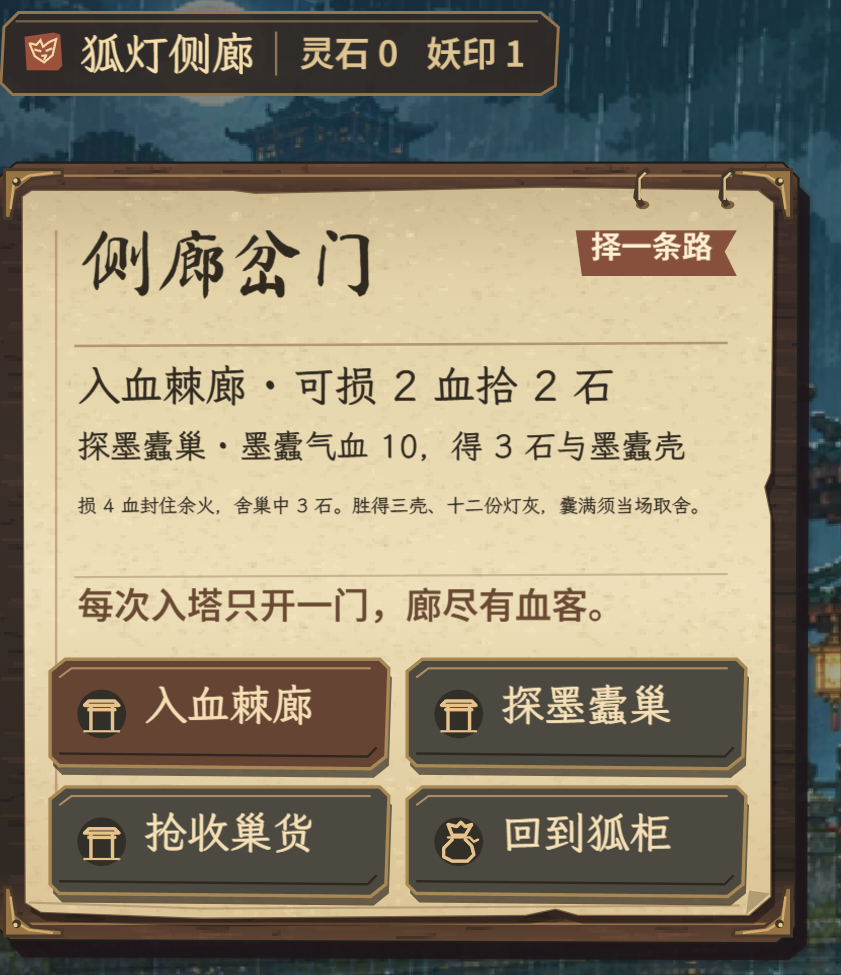 狐灯侧廊 灵石 0 妖印 1
侧廊岔门
择一条路
入血棘廊・可损 2 血拾 2 石
探墨蠹巢・墨蠹气血 10，得 3 石与墨蠹壳
损 4 血封住余火，舍巢中 3 石。胜得三壳、十二份灯灰，囊满须当场取舍。
每次入塔只开一门，廊尽有血客。
入血棘廊
探墨蠹巢
抢收巢货
回到狐柜